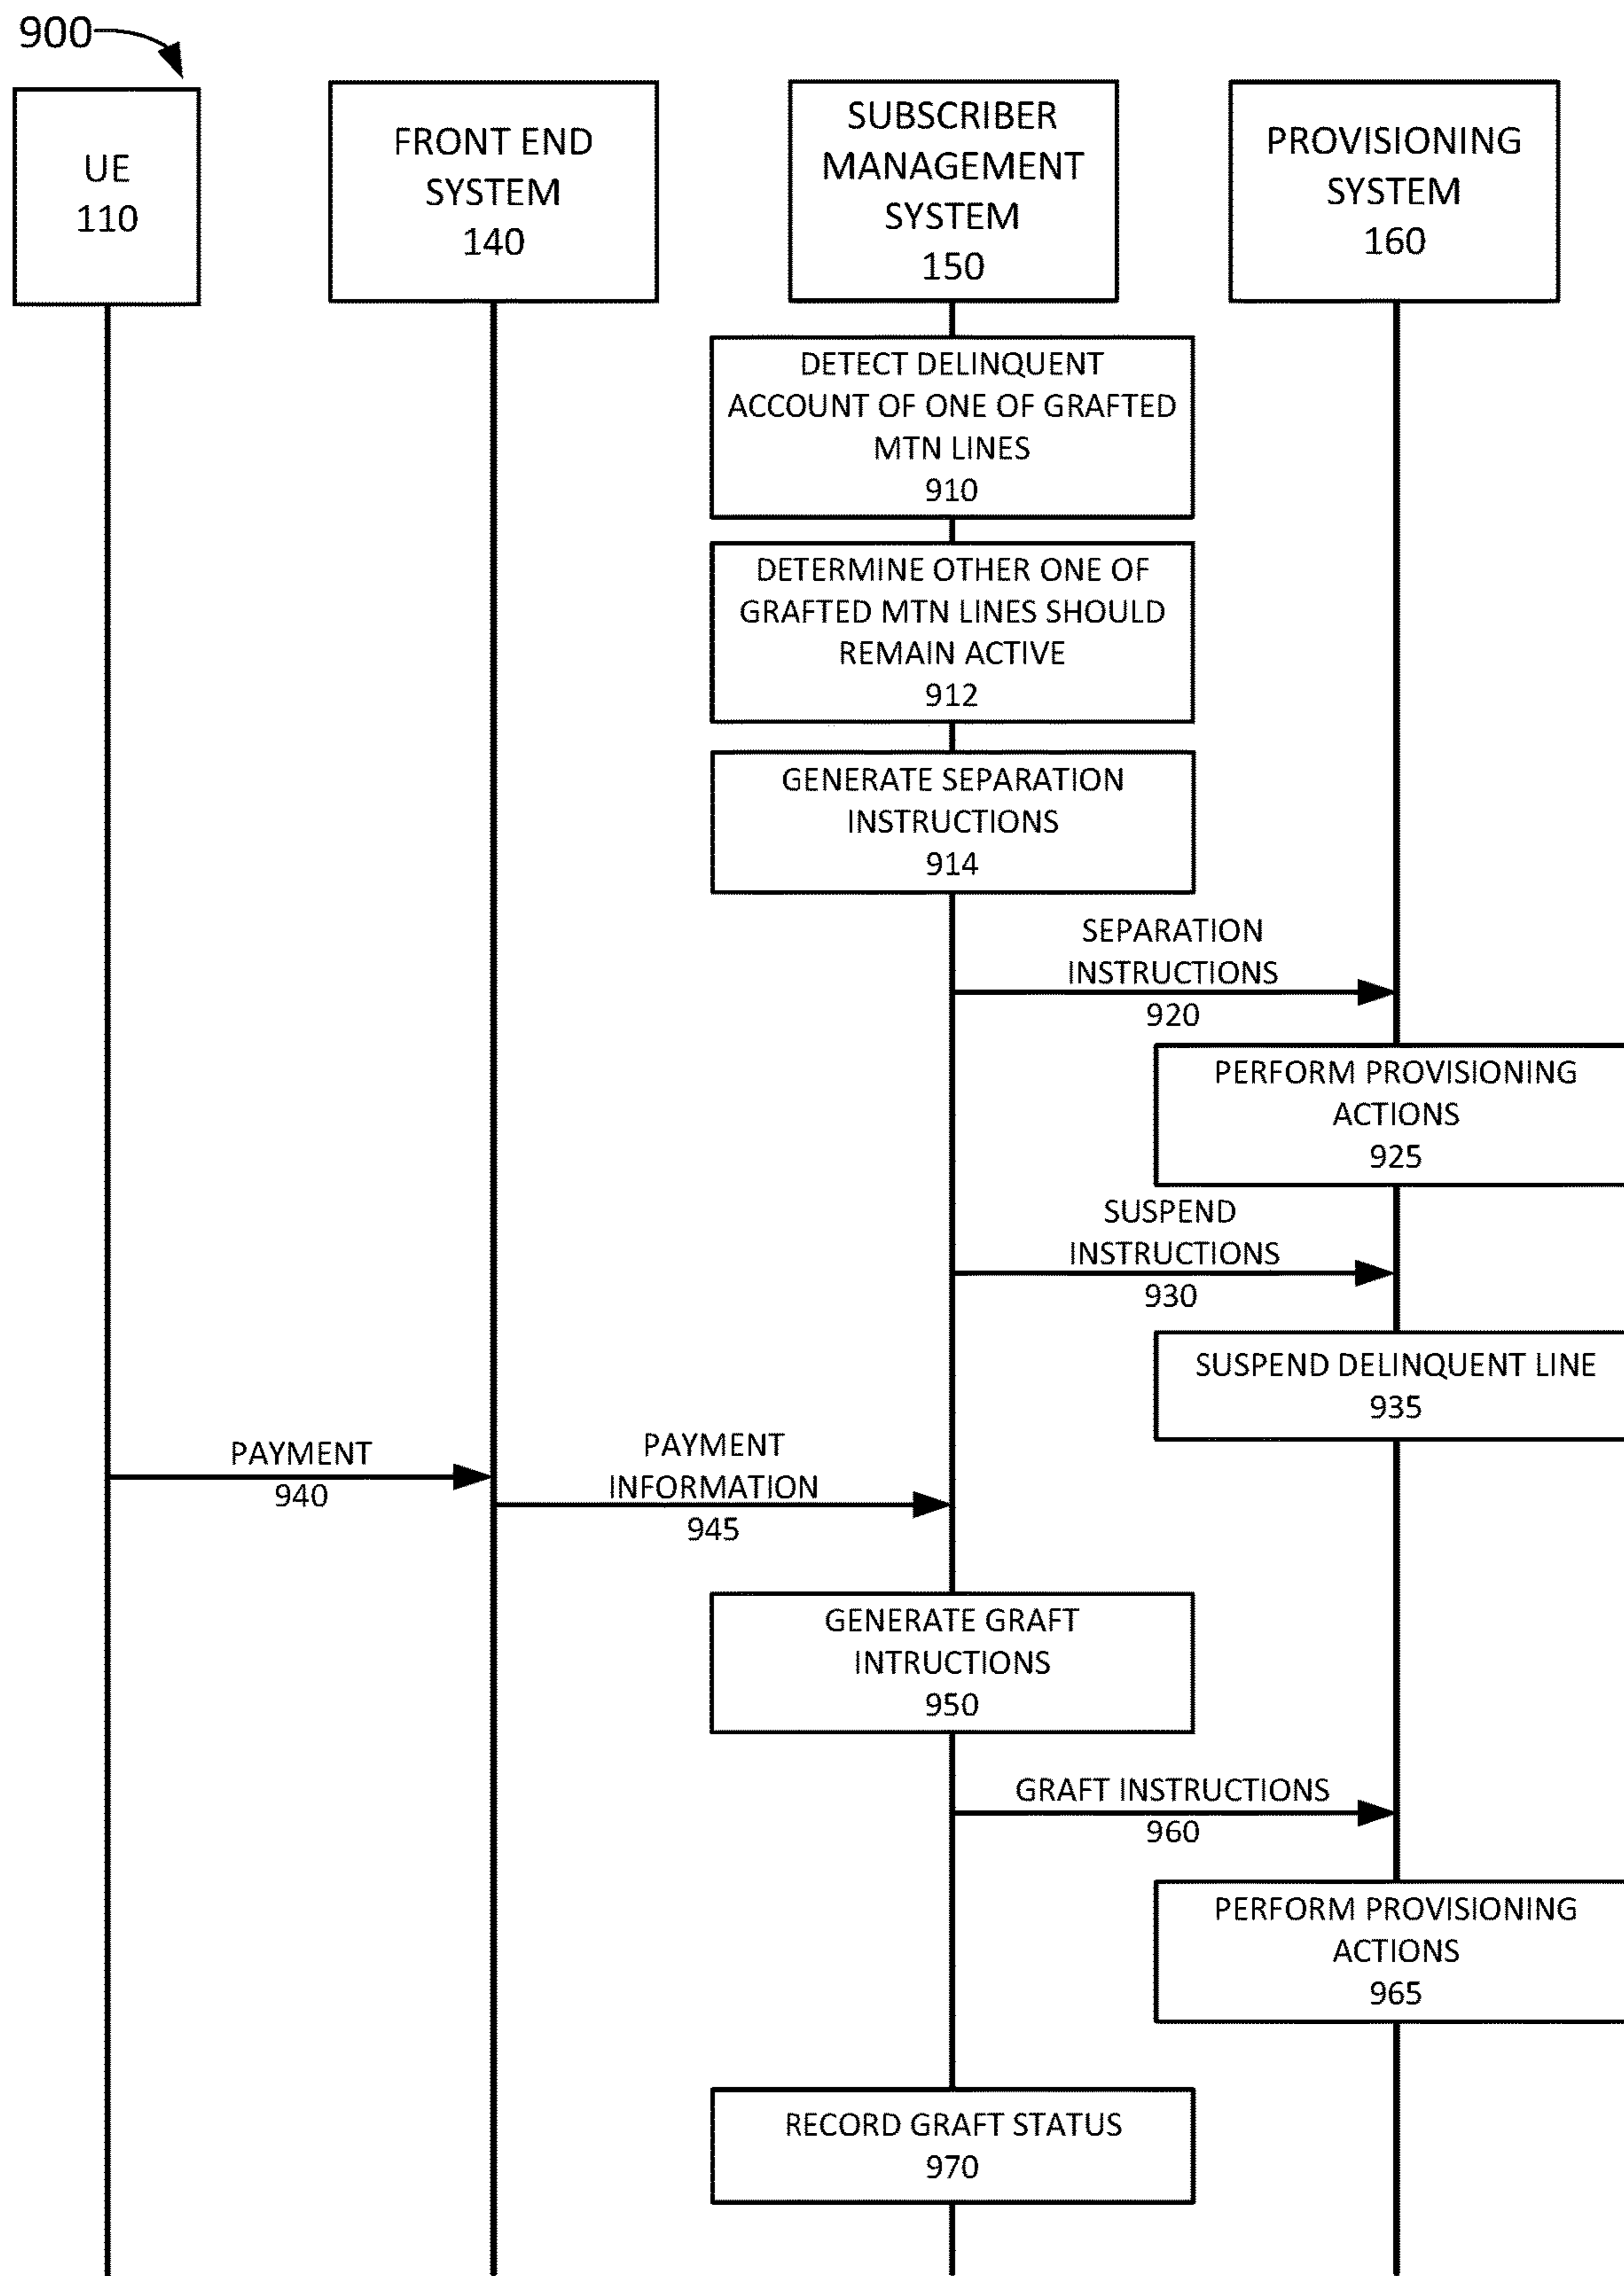 900
UE
110
FRONT END
SYSTEM
140
SUBSCRIBER
MANAGEMENT
SYSTEM
150
PROVISIONING
SYSTEM
160
DETECT DELINQUENT
ACCOUNT OF ONE OF GRAFTED
MTN LINES
910
DETERMINE OTHER ONE OF
GRAFTED MTN LINES SHOULD
REMAIN ACTIVE
912
GENERATE SEPARATION
INSTRUCTIONS
914
SEPARATION
INSTRUCTIONS
920
PERFORM PROVISIONING
ACTIONS
925
SUSPEND
INSTRUCTIONS
930
SUSPEND DELINQUENT LINE
935
PAYMENT
940
PAYMENT
INFORMATION
945
GENERATE GRAFT
INTRUCTIONS
950
GRAFT INSTRUCTIONS
960
PERFORM PROVISIONING
ACTIONS
965
RECORD GRAFT STATUS
970